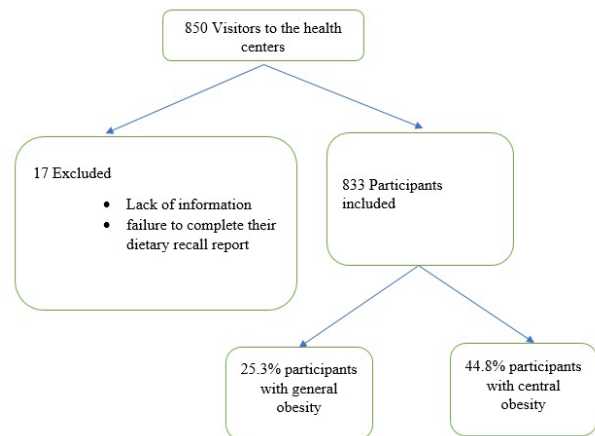 850 Visitors to the health
centers
17 Excluded
• Lack of information
• failure to complete their
dietary recall report
833 Participants
included
25.3% participants
with general
obesity
44.8% participants
with central
obesity